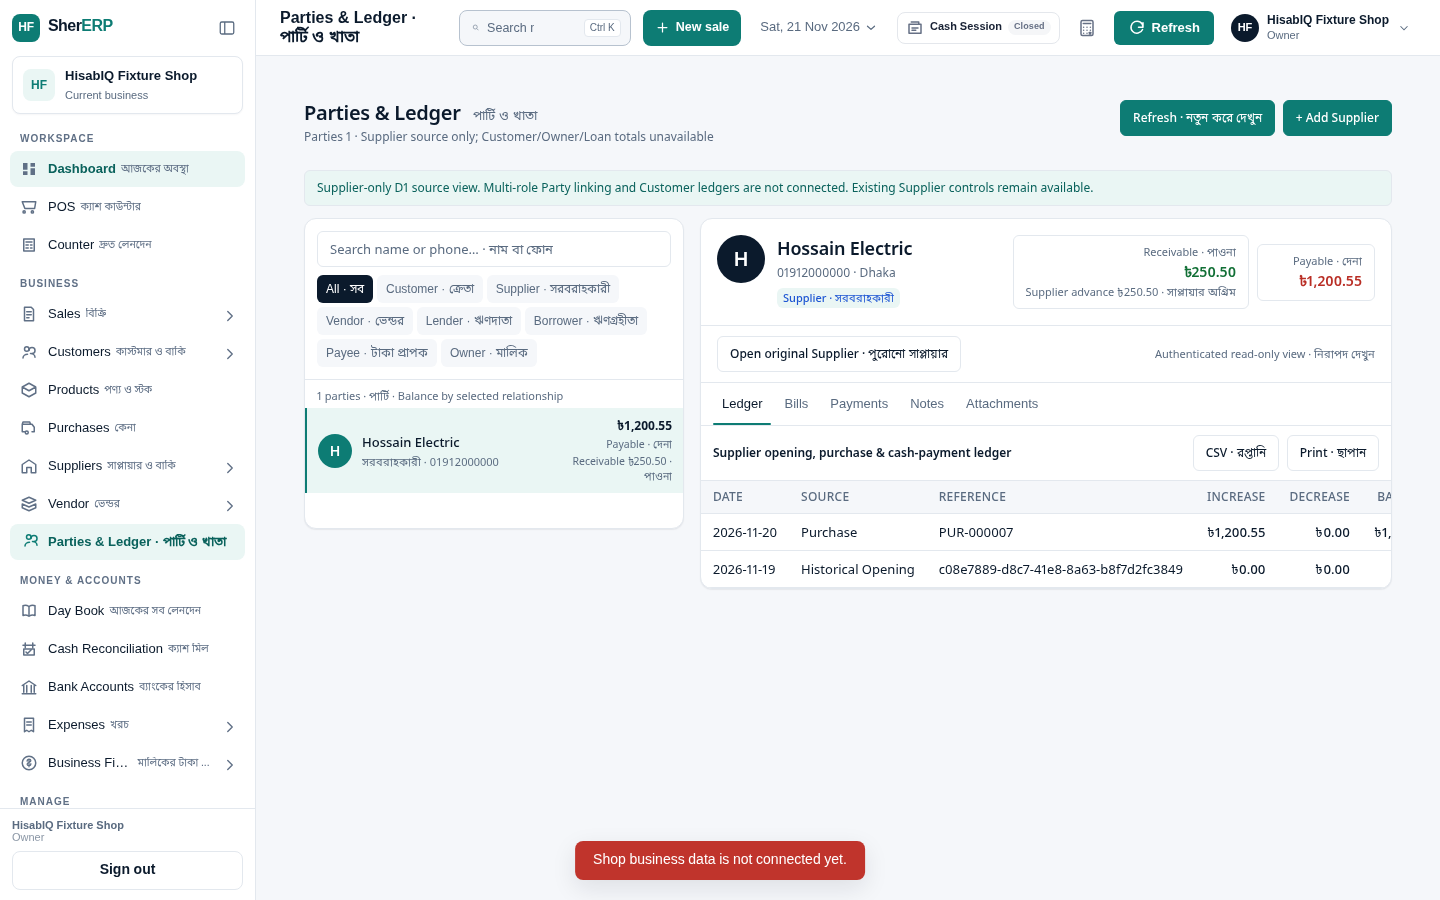 HF SherERP
HF HisabIQ Fixture Shop
Current business
WORKSPACE
Dashboard আজকের অবস্থা
POS ক্যাশ কাউন্টার
Counter দ্রুত লেনদেন
BUSINESS
Sales বিক্রি
Customers কাস্টমার ও বাকি
Products পণ্য ও স্টক
Purchases কেনা
Suppliers সাপ্লায়ার ও বাকি
Vendor ভেন্ডর
Parties & Ledger · পার্টি ও খাতা
MONEY & ACCOUNTS
Day Book আজকের সব লেনদেন
Cash Reconciliation ক্যাশ মিল
Bank Accounts ব্যাংকের হিসাব
Expenses খরচ
Business Fi... মালিকের টাকা ...
MANAGE
HisabIQ Fixture Shop
Owner
Sign out
Parties & Ledger ·
পার্টি ও খাতা
Search r Ctrl K
+ New sale
Sat, 21 Nov 2026
Cash Session Closed
Refresh
HF HisabIQ Fixture Shop
Owner
Parties & Ledger পার্টি ও খাতা
Parties 1 · Supplier source only; Customer/Owner/Loan totals unavailable
Refresh · নতুন করে দেখুন
+ Add Supplier
Supplier-only D1 source view. Multi-role Party linking and Customer ledgers are not connected. Existing Supplier controls remain available.
Search name or phone... · নাম বা ফোন
All · সব Customer · ক্রেতা Supplier · সরবরাহকারী
Vendor · ভেন্ডর Lender · ঋণদাতা Borrower · ঋণগ্রহীতা
Payee · টাকা প্রাপক Owner · মালিক
1 parties · পার্টি · Balance by selected relationship
H Hossain Electric
সরবরাহকারী · 01912000000
৳1,200.55
Payable · দেনা
Receivable ৳250.50 ·
পাওনা
H Hossain Electric
01912000000 · Dhaka
Supplier · সরবরাহকারী
Receivable · পাওনা
৳250.50
Supplier advance ৳250.50 · সাপ্লায়ার অগ্রিম
Payable · দেনা
৳1,200.55
Open original Supplier · পুরোনো সাপ্লায়ার
Authenticated read-only view · নিরাপদ দেখুন
Ledger Bills Payments Notes Attachments
Supplier opening, purchase & cash-payment ledger
CSV · রপ্তানি Print · ছাপান
DATE SOURCE REFERENCE INCREASE DECREASE BA
2026-11-20 Purchase PUR-000007 ৳1,200.55 ৳0.00 ৳1,
2026-11-19 Historical Opening c08e7889-d8c7-41e8-8a63-b8f7d2fc3849 ৳0.00 ৳0.00
Shop business data is not connected yet.